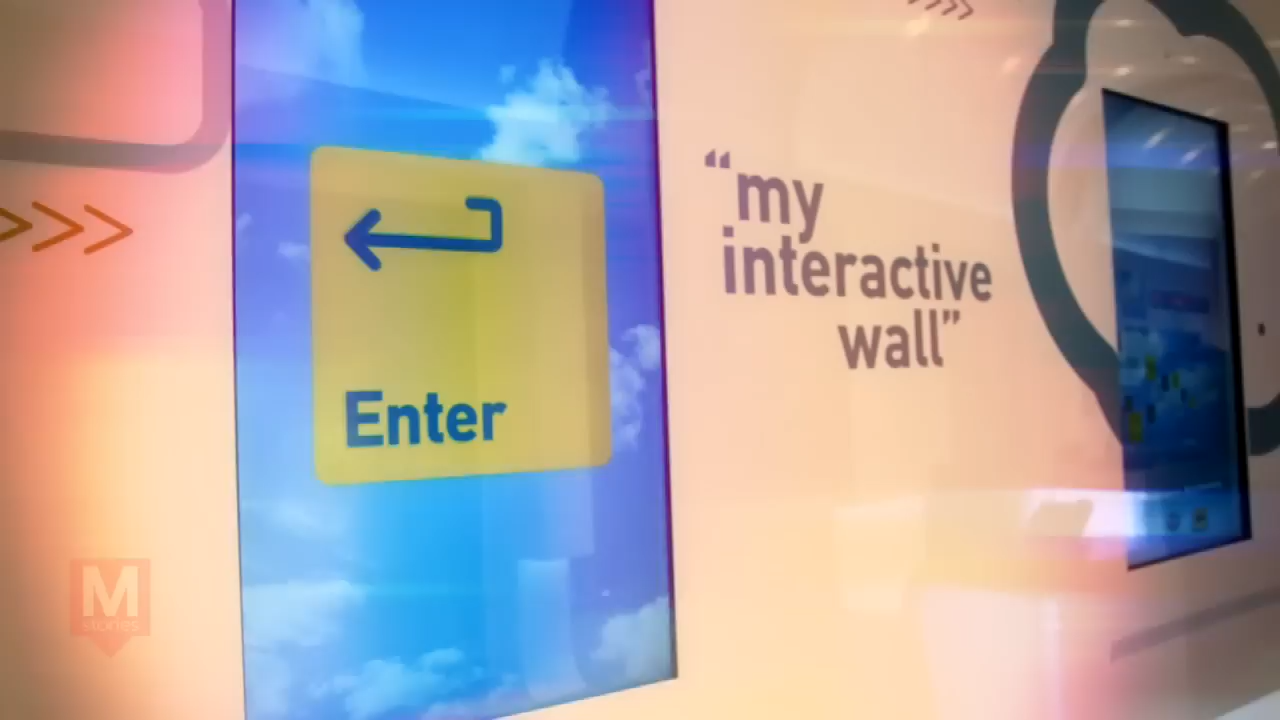 Enter
“my
interactive
wall”
M
stories